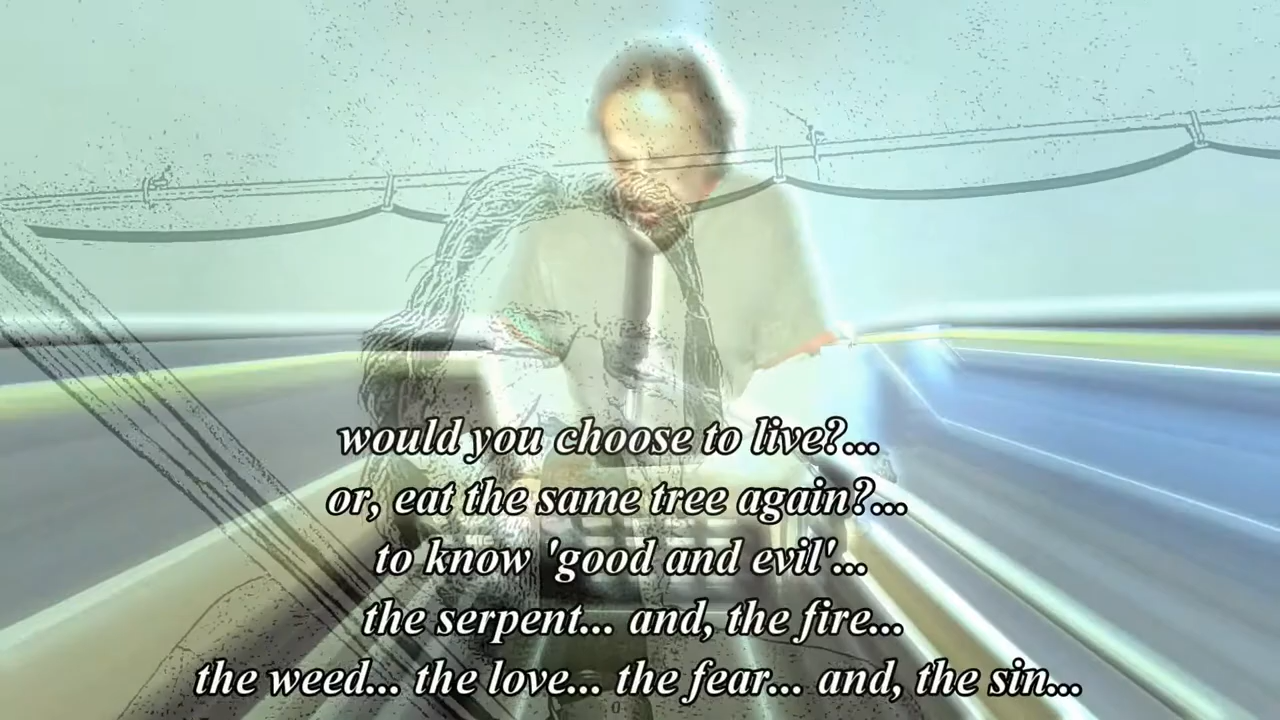 would you choose to live?...
or, eat the same tree again?...
to know 'good and evil'...
the serpent... and, the fire...
the weed... the love... the fear... and, the sin...